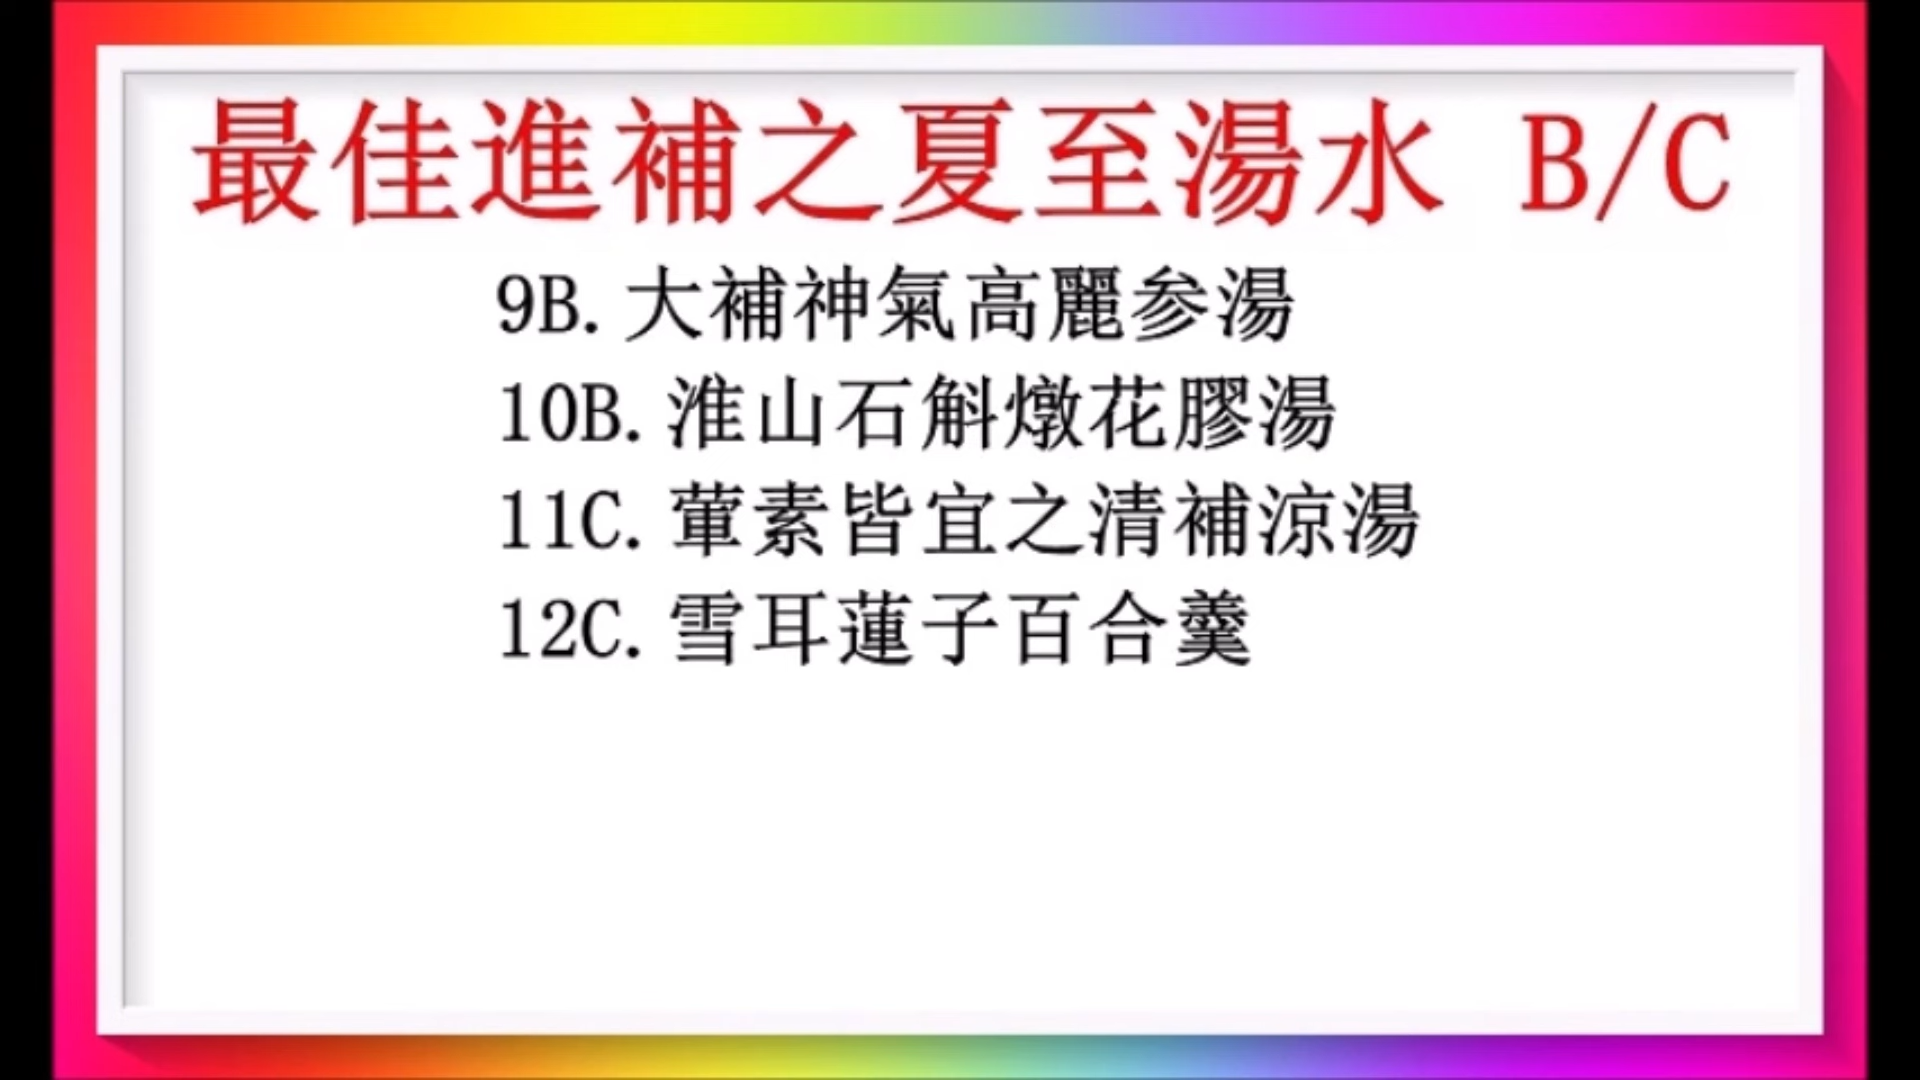 最佳進補之夏至湯水 B/C
9B.大補神氣高麗参湯
10B.淮山石斛燉花膠湯
11C.葷素皆宜之清補涼湯
12C.雪耳蓮子百合羹